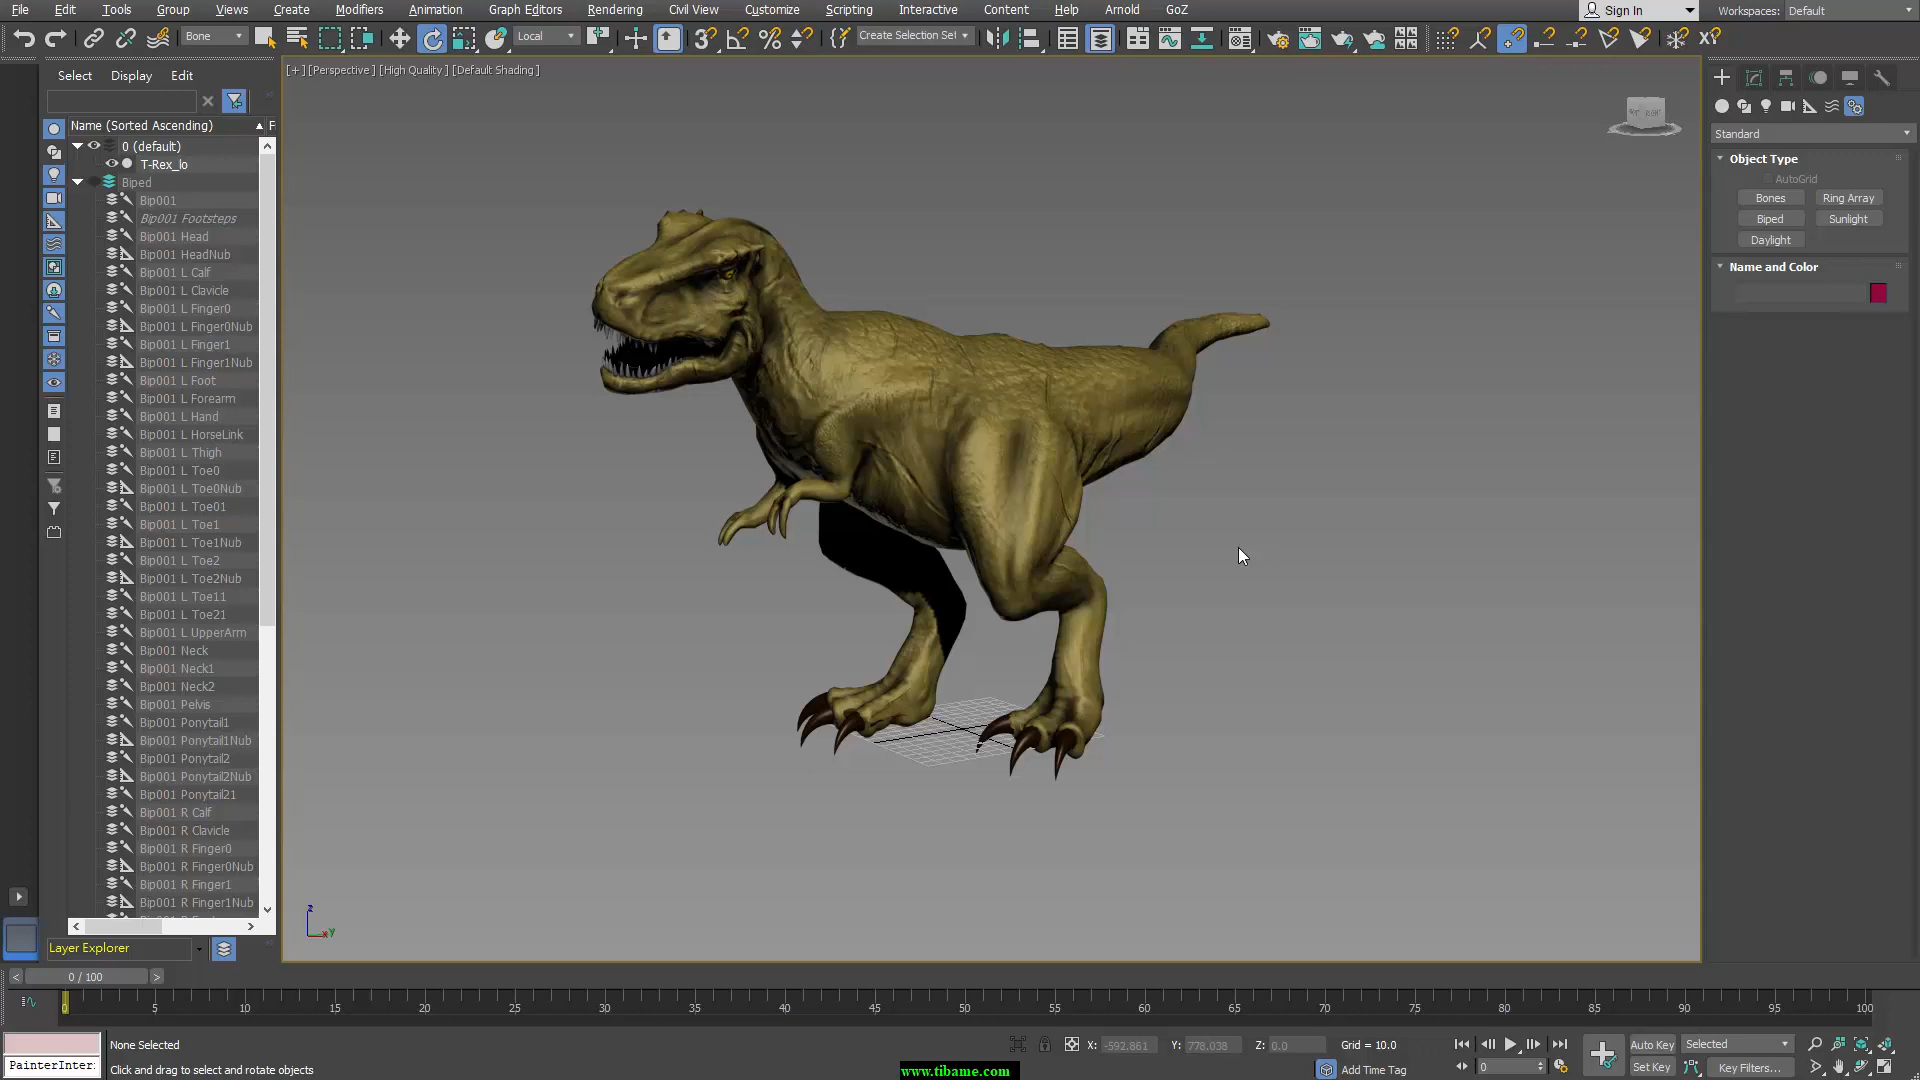 File Edit Tools Group Views Create Modifiers Animation Graph Editors Rendering Civil View Customize Scripting Interactive Content Help Arnold GoZ Sign In Workspaces: Default
Bone Local Create Selection Set
Select Display Edit
[+] [Perspective] [High Quality] [Default Shading]
Name (Sorted Ascending) F
0 (default)
T-Rex_lo
Biped
Bip001
Bip001 Footsteps
Bip001 Head
Bip001 HeadNub
Bip001 L Calf
Bip001 L Clavicle
Bip001 L Finger0
Bip001 L Finger0Nub
Bip001 L Finger1
Bip001 L Finger1Nub
Bip001 L Foot
Bip001 L Forearm
Bip001 L Hand
Bip001 L HorseLink
Bip001 L Thigh
Bip001 L Toe0
Bip001 L Toe0Nub
Bip001 L Toe01
Bip001 L Toe1
Bip001 L Toe1Nub
Bip001 L Toe2
Bip001 L Toe2Nub
Bip001 L Toe11
Bip001 L Toe21
Bip001 L UpperArm
Bip001 Neck
Bip001 Neck1
Bip001 Neck2
Bip001 Pelvis
Bip001 Ponytail1
Bip001 Ponytail1Nub
Bip001 Ponytail2
Bip001 Ponytail2Nub
Bip001 Ponytail21
Bip001 R Calf
Bip001 R Clavicle
Bip001 R Finger0
Bip001 R Finger0Nub
Bip001 R Finger1
Bip001 R Finger1Nub
Layer Explorer
Standard
Object Type
AutoGrid
Bones Ring Array
Biped Sunlight
Daylight
Name and Color
z
x y
0 / 100
0 5 10 15 20 25 30 35 40 45 50 55 60 65 70 75 80 85 90 95 100
None Selected X: -592.861 Y: 778.038 Z: 0.0 Grid = 10.0 Auto Key Selected
PainterInter: Click and drag to select and rotate objects www.tibame.com Add Time Tag 0 Set Key Key Filters...